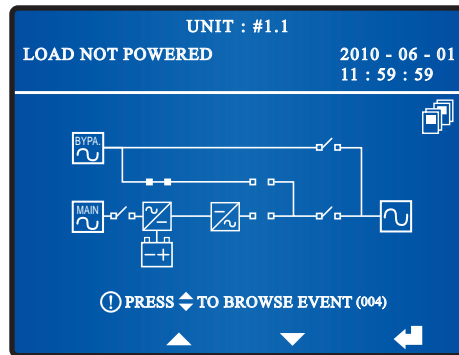 UNIT : #1.1
LOAD NOT POWERED
2010 - 06 - 01
11 : 59 : 59
BYPA.
MAIN
PRESS TO BROWSE EVENT (004)